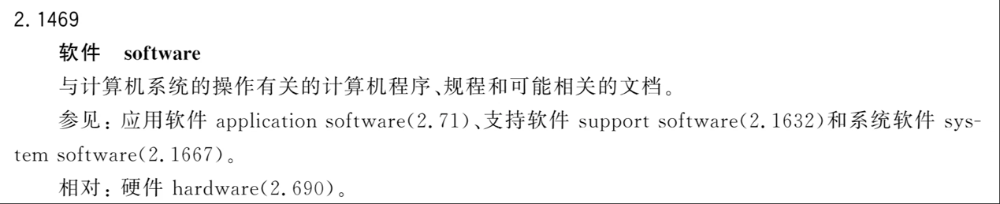 2.1469
软件 software
与计算机系统的操作有关的计算机程序、规程和可能相关的文档。
参见：应用软件 application software(2.71)、支持软件 support software(2.1632)和系统软件 sys-
tem software(2.1667)。
相对：硬件 hardware(2.690)。